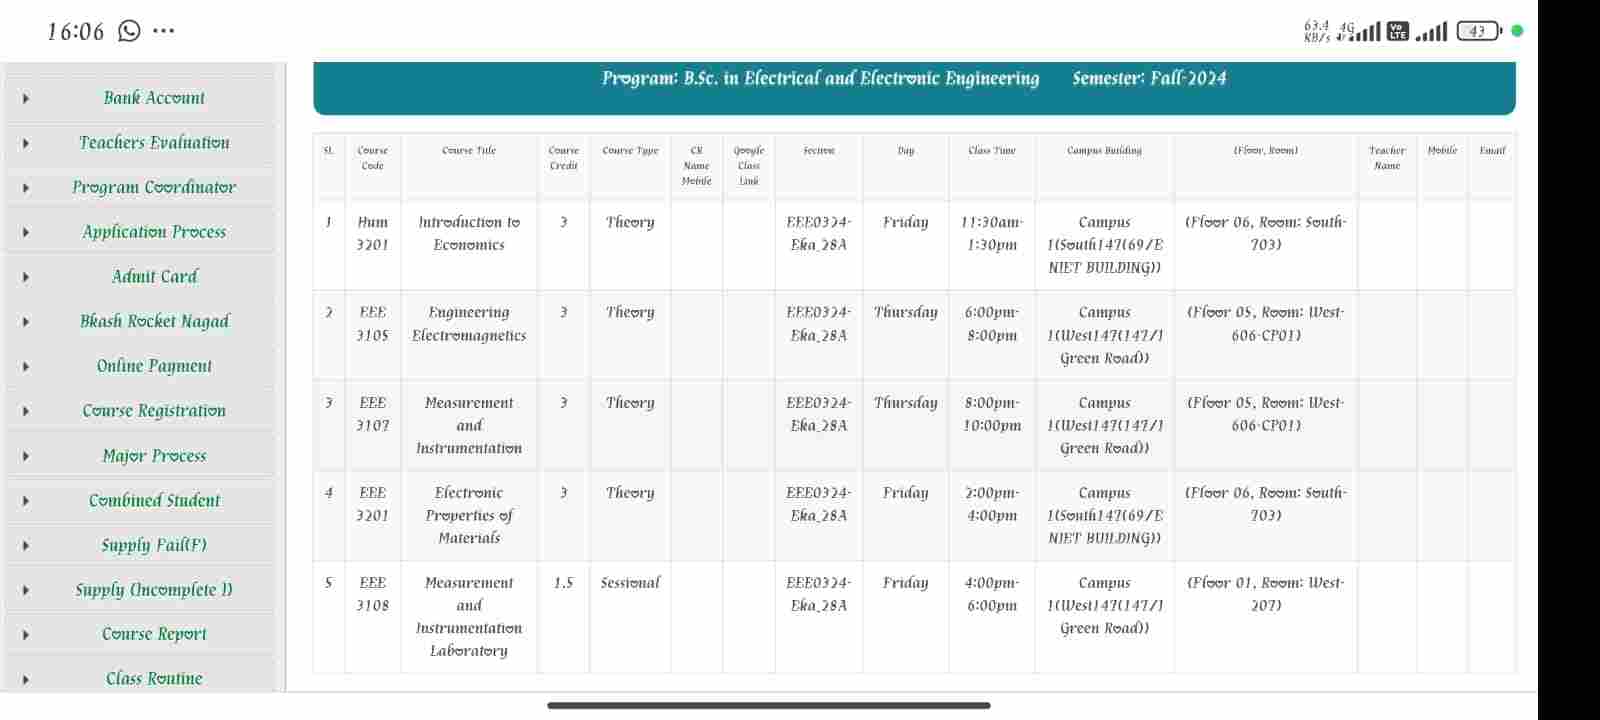 16:06
63.4 KB/s 4G Vo LTE 43
Bank Account
Teachers Evaluation
Program Coordinator
Application Process
Admit Card
Bkash Rocket Nagad
Online Payment
Course Registration
Major Process
Combined Student
Supply Fail(F)
Supply (Incomplete I)
Course Report
Class Routine
Program: B.Sc. in Electrical and Electronic Engineering Semester: Fall-2024
SL Course Code Course Title Course Credit Course Type CR Name Mobile Google Class Link Section Day Class Time Campus Building (Floor, Room) Teacher Name Mobile Email
1 Hum 3201 Introduction to Economics 3 Theory EEE0324-Eka_28A Friday 11:30am-1:30pm Campus 1(South147(69/E NIET BUILDING)) (Floor 06, Room: South-703)
2 EEE 3105 Engineering Electromagnetics 3 Theory EEE0324-Eka_28A Thursday 6:00pm-8:00pm Campus 1(West147(147/I Green Road)) (Floor 05, Room: West-606-CP01)
3 EEE 3107 Measurement and Instrumentation 3 Theory EEE0324-Eka_28A Thursday 8:00pm-10:00pm Campus 1(West147(147/I Green Road)) (Floor 05, Room: West-606-CP01)
4 EEE 3201 Electronic Properties of Materials 3 Theory EEE0324-Eka_28A Friday 2:00pm-4:00pm Campus 1(South147(69/E NIET BUILDING)) (Floor 06, Room: South-703)
5 EEE 3108 Measurement and Instrumentation Laboratory 1.5 Sessional EEE0324-Eka_28A Friday 4:00pm-6:00pm Campus 1(West147(147/I Green Road)) (Floor 01, Room: West-207)